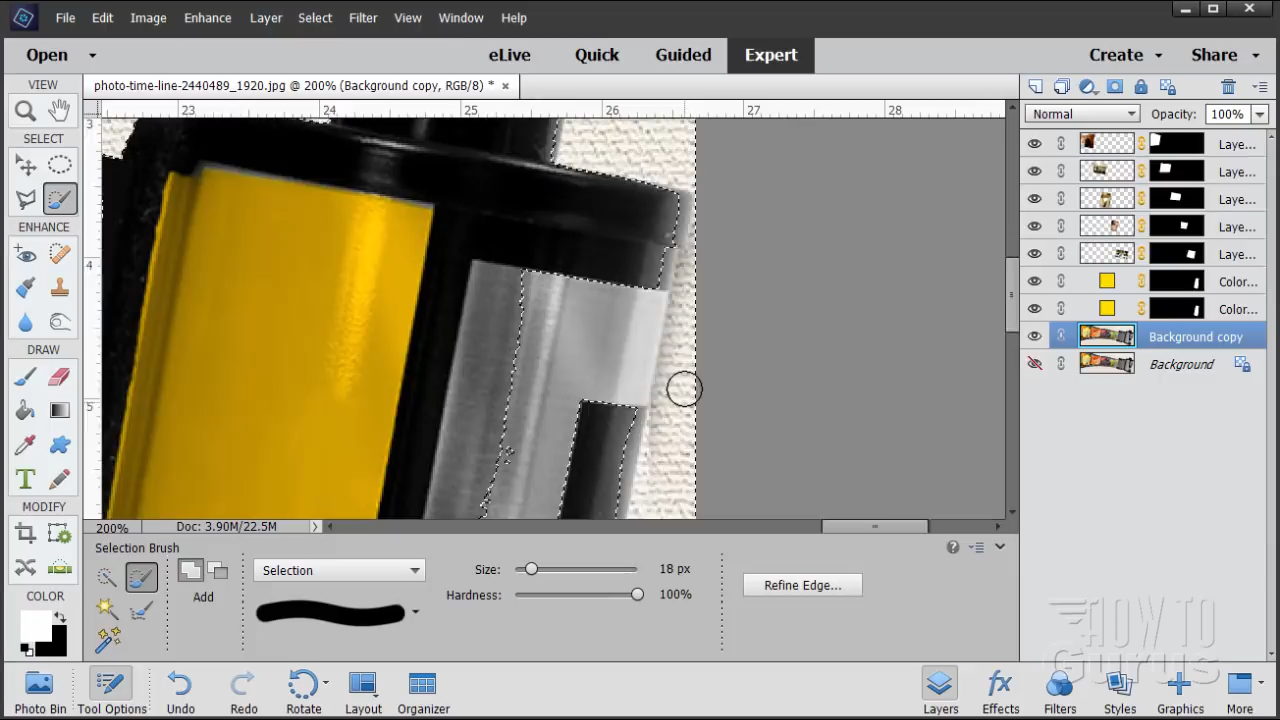 File Edit Image Enhance Layer Select Filter View Window Help
Open eLive Quick Guided Expert Create Share
VIEW
photo-time-line-2440489_1920.jpg @ 200% (Background copy, RGB/8) * ×
23 24 25 26 27 28
3
4
5
Normal Opacity: 100%
SELECT
Laye...
Laye...
Laye...
ENHANCE
Laye...
Laye...
Color...
Color...
Background copy
DRAW
Background
T
MODIFY
200% Doc: 3.90M/22.5M
Selection Brush
Selection Size: 18 px
Add Hardness: 100%
Refine Edge...
COLOR
HOW TO
Gurus
Photo Bin Tool Options Undo Redo Rotate Layout Organizer fx Layers Effects Filters Styles Graphics More